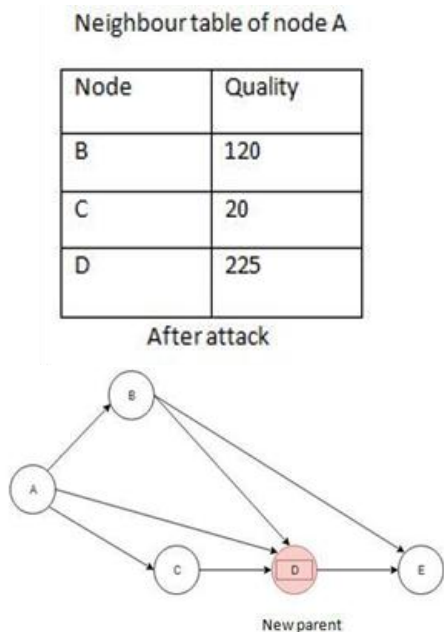 Neighbour table of node A
Node Quality
B 120
C 20
D 225
After attack
B
A
C D E
New parent